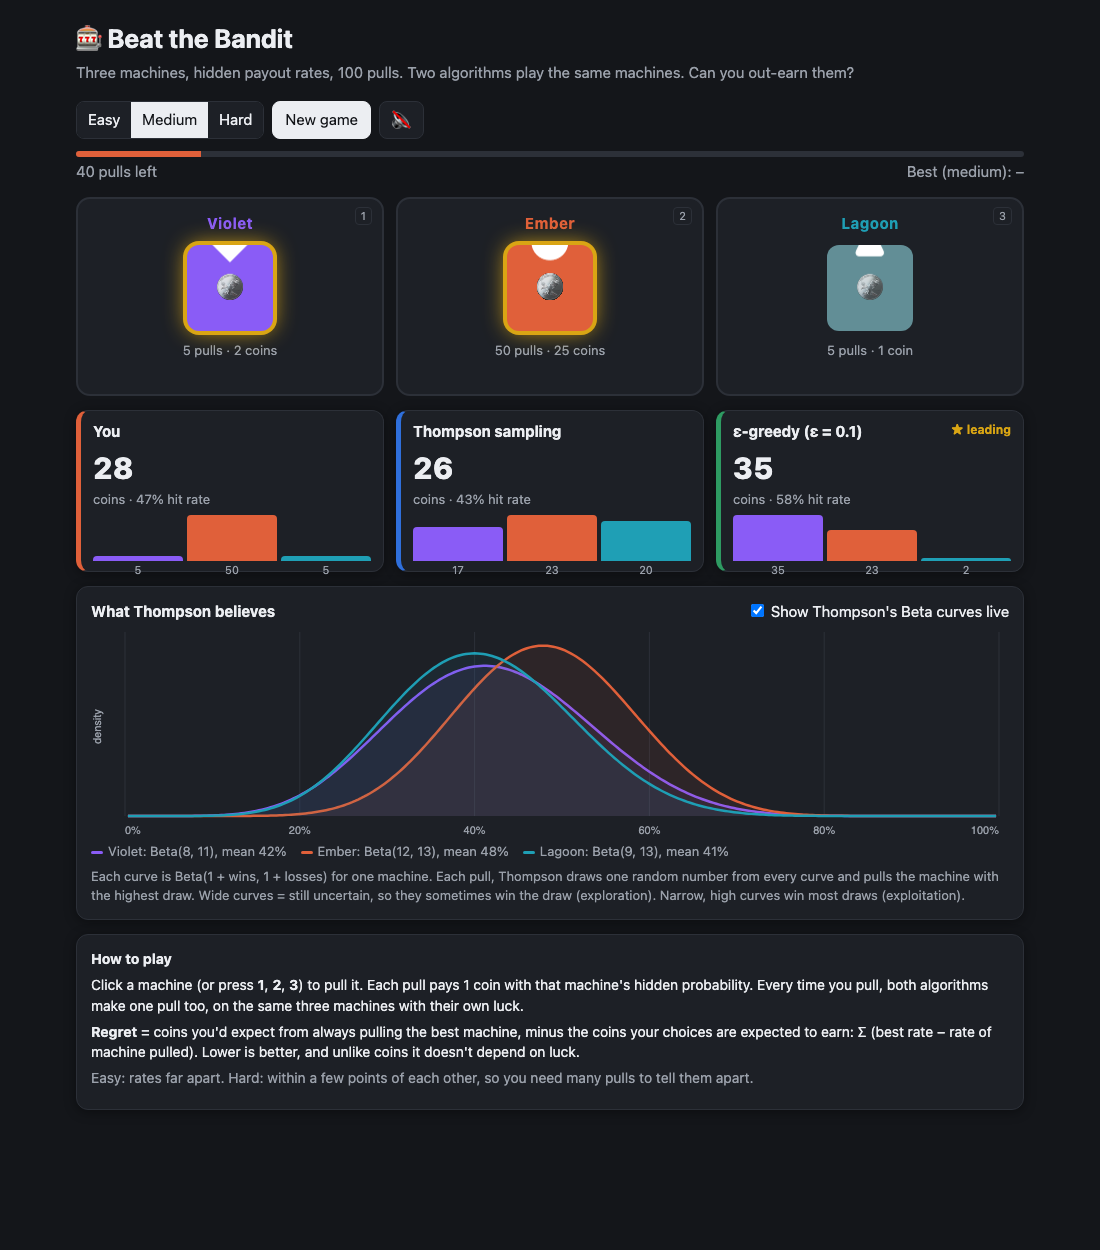 Beat the Bandit
Three machines, hidden payout rates, 100 pulls. Two algorithms play the same machines. Can you out-earn them?
Easy Medium Hard New game
40 pulls left Best (medium): –
1 2 3
Violet Ember Lagoon
5 pulls · 2 coins 50 pulls · 25 coins 5 pulls · 1 coin
You Thompson sampling ε-greedy (ε = 0.1) leading
28 26 35
coins · 47% hit rate coins · 43% hit rate coins · 58% hit rate
5 50 5 17 23 20 35 23 2
What Thompson believes Show Thompson's Beta curves live
density
0% 20% 40% 60% 80% 100%
Violet: Beta(8, 11), mean 42% Ember: Beta(12, 13), mean 48% Lagoon: Beta(9, 13), mean 41%
Each curve is Beta(1 + wins, 1 + losses) for one machine. Each pull, Thompson draws one random number from every curve and pulls the machine with
the highest draw. Wide curves = still uncertain, so they sometimes win the draw (exploration). Narrow, high curves win most draws (exploitation).
How to play
Click a machine (or press 1, 2, 3) to pull it. Each pull pays 1 coin with that machine's hidden probability. Every time you pull, both algorithms
make one pull too, on the same three machines with their own luck.
Regret = coins you'd expect from always pulling the best machine, minus the coins your choices are expected to earn: Σ (best rate – rate of
machine pulled). Lower is better, and unlike coins it doesn't depend on luck.
Easy: rates far apart. Hard: within a few points of each other, so you need many pulls to tell them apart.